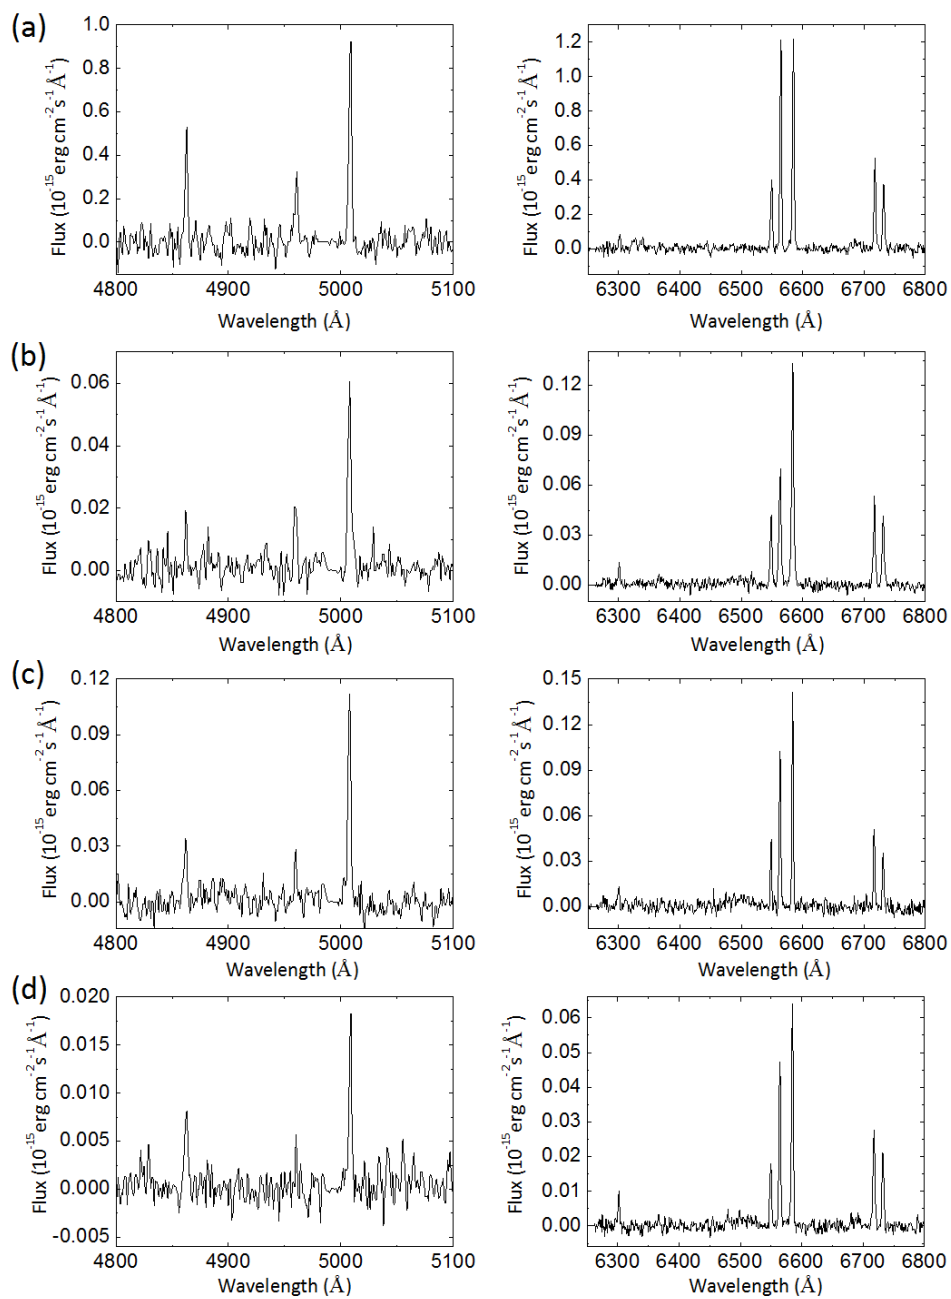 (a)
1.0
0.8
0.6
0.4
0.2
0.0
Flux (10⁻¹⁵ erg cm⁻² s⁻¹ Å⁻¹)
4800 4900 5000 5100
Wavelength (Å)
1.2
1.0
0.8
0.6
0.4
0.2
0.0
Flux (10⁻¹⁵ erg cm⁻² s⁻¹ Å⁻¹)
6300 6400 6500 6600 6700 6800
Wavelength (Å)
(b)
0.06
0.04
0.02
0.00
Flux (10⁻¹⁵ erg cm⁻² s⁻¹ Å⁻¹)
4800 4900 5000 5100
Wavelength (Å)
0.12
0.09
0.06
0.03
0.00
Flux (10⁻¹⁵ erg cm⁻² s⁻¹ Å⁻¹)
6300 6400 6500 6600 6700 6800
Wavelength (Å)
(c)
0.12
0.09
0.06
0.03
0.00
Flux (10⁻¹⁵ erg cm⁻² s⁻¹ Å⁻¹)
4800 4900 5000 5100
Wavelength (Å)
0.15
0.12
0.09
0.06
0.03
0.00
Flux (10⁻¹⁵ erg cm⁻² s⁻¹ Å⁻¹)
6300 6400 6500 6600 6700 6800
Wavelength (Å)
(d)
0.020
0.015
0.010
0.005
0.000
-0.005
Flux (10⁻¹⁵ erg cm⁻² s⁻¹ Å⁻¹)
4800 4900 5000 5100
Wavelength (Å)
0.06
0.05
0.04
0.03
0.02
0.01
0.00
Flux (10⁻¹⁵ erg cm⁻² s⁻¹ Å⁻¹)
6300 6400 6500 6600 6700 6800
Wavelength (Å)